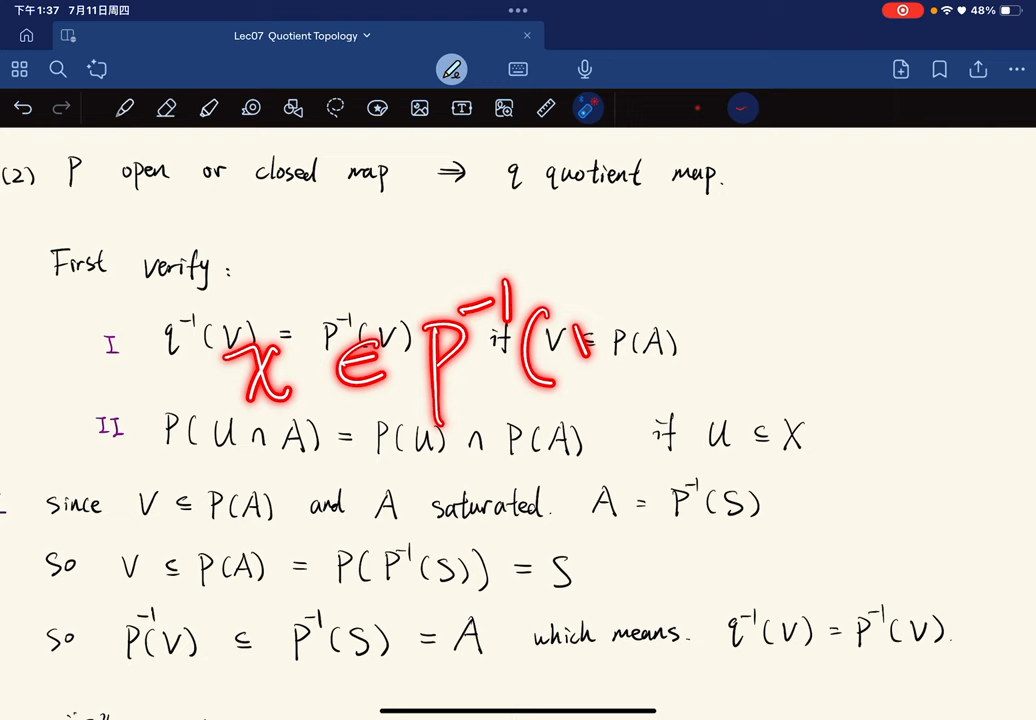 下午1:37 7月11日周四
48%
Lec07 Quotient Topology
(2) P open or closed map ⇒ q quotient map.
First verify:
I q⁻¹(V) = P⁻¹(V) if V ⊆ P(A)
x ∈ P⁻¹(
II P(U ∩ A) = P(U) ∩ P(A) if U ⊆ X
since V ⊆ P(A) and A saturated. A = P⁻¹(S)
So V ⊆ P(A) = P(P⁻¹(S)) = S
So P⁻¹(V) ⊆ P⁻¹(S) = A which means. q⁻¹(V) = P⁻¹(V).